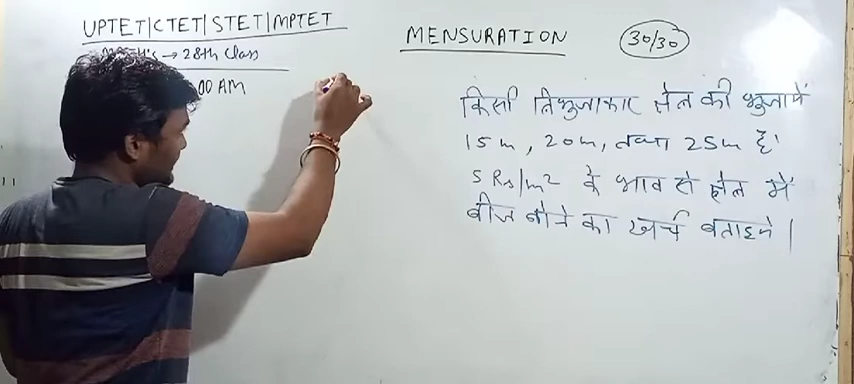 UPTET|CTET|STET|MPTET
→ 28th Class
00 AM
MENSURATION
30/30
किसी त्रिभुजाकार खेत की भुजायें
15m, 20m, तथा 25m है।
5 Rs/m² के भाव से खेत में
बीज बोने का खर्च बताइये |